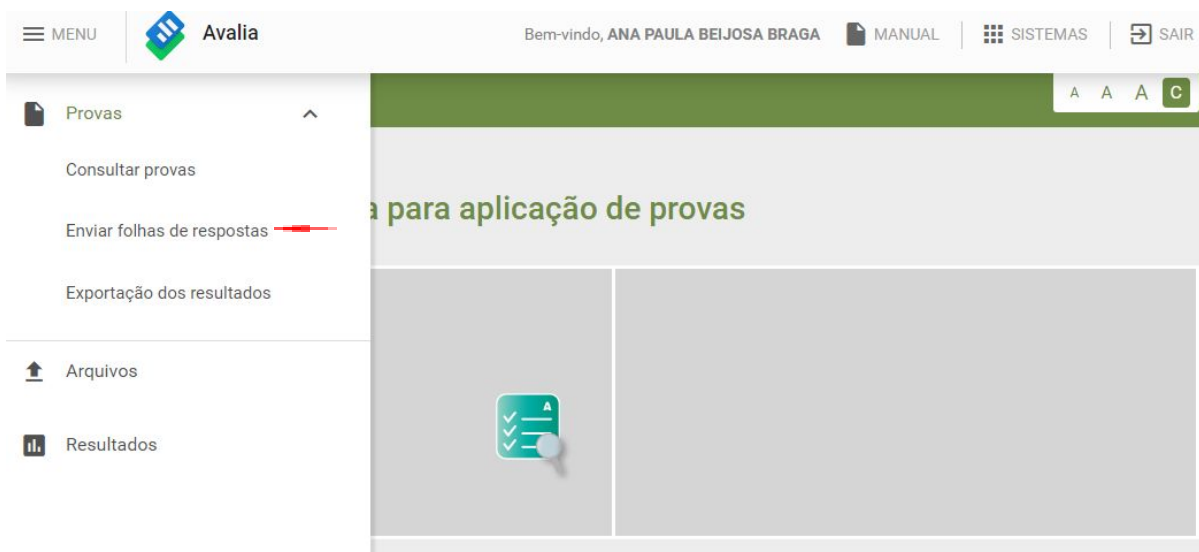 MENU
Avalia
Bem-vindo, ANA PAULA BEIJOSA BRAGA
MANUAL
SISTEMAS
SAIR
A A A C
Provas
Consultar provas
Enviar folhas de respostas
Exportação dos resultados
Arquivos
Resultados
a para aplicação de provas
A